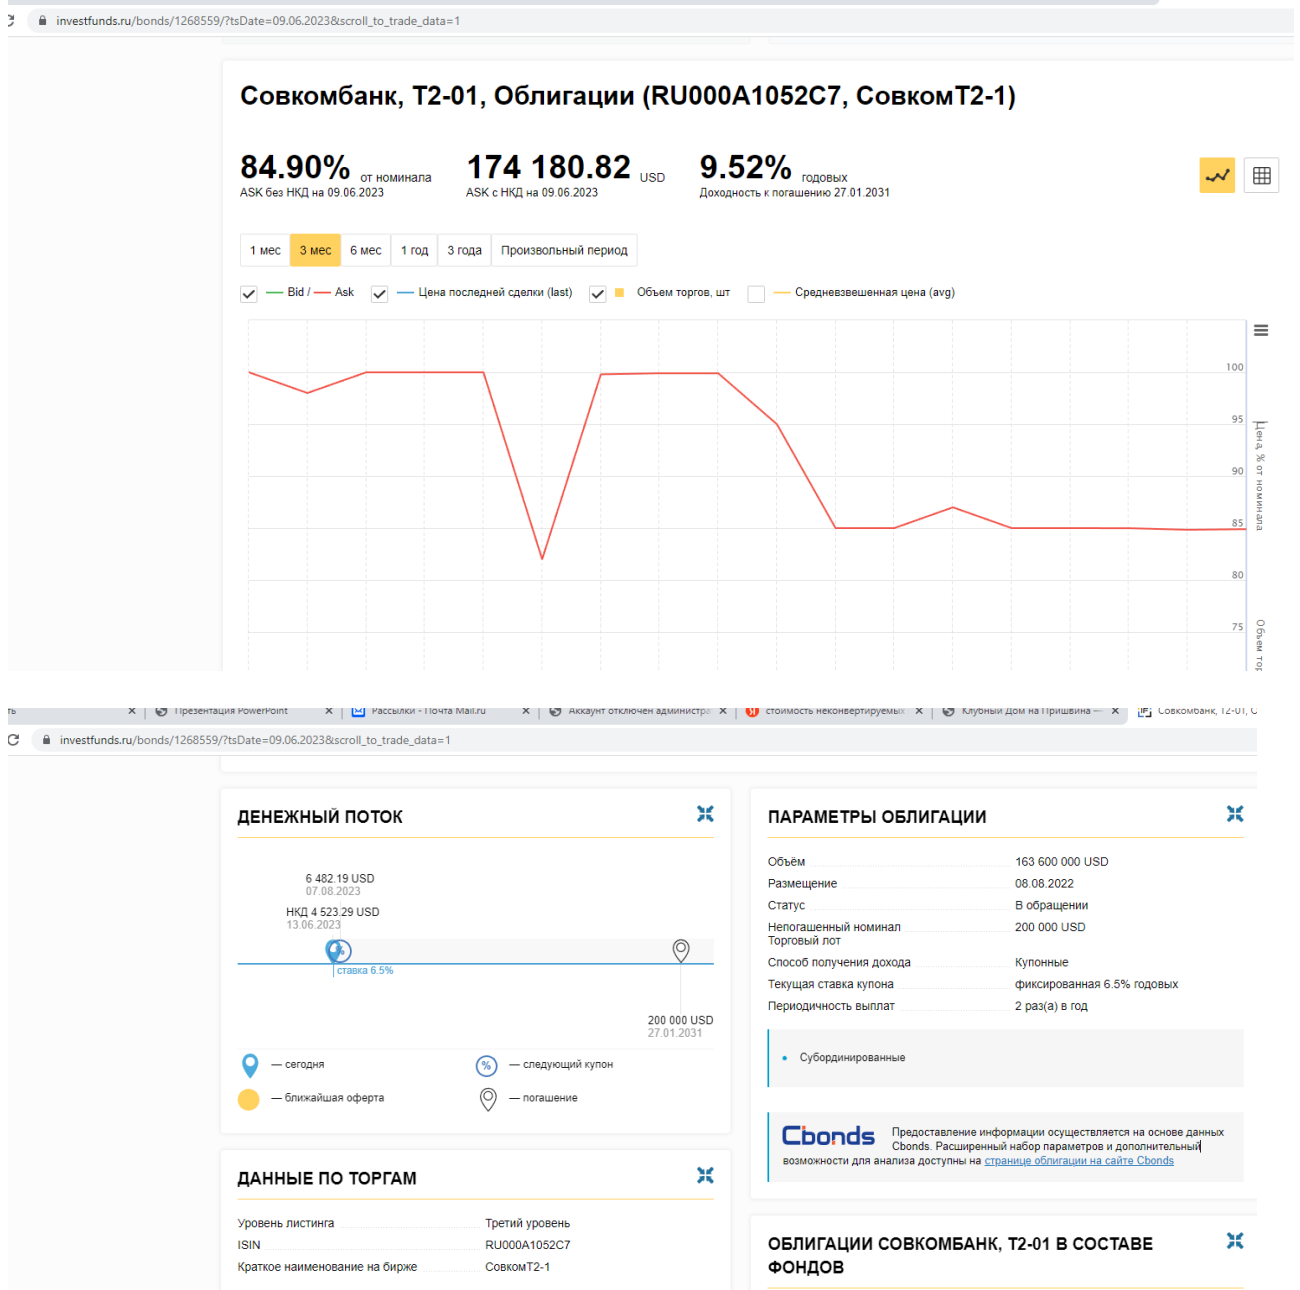 investfunds.ru/bonds/1268559/?tsDate=09.06.2023&scroll_to_trade_data=1
Совкомбанк, Т2-01, Облигации (RU000A1052C7, СовкомТ2-1)
84.90% от номинала
ASK без НКД на 09.06.2023
174 180.82 USD
ASK с НКД на 09.06.2023
9.52% годовых
Доходность к погашению 27.01.2031
1 мес 3 мес 6 мес 1 год 3 года Произвольный период
Bid / Ask Цена последней сделки (last) Объем торгов, шт Средневзвешенная цена (avg)
100
95
90
85
80
75
Цена, % от номинала
Объем тор
ть Презентация PowerPoint Рассылки - Почта Mail.ru Аккаунт отключен администра стоимость неконвертируемых Клубный Дом на Пришвина — Совкомбанк, Т2-01, О
investfunds.ru/bonds/1268559/?tsDate=09.06.2023&scroll_to_trade_data=1
ДЕНЕЖНЫЙ ПОТОК
6 482.19 USD
07.08.2023
НКД 4 523.29 USD
13.06.2023
%
ставка 6.5%
200 000 USD
27.01.2031
— сегодня
% — следующий купон
— ближайшая оферта
— погашение
ДАННЫЕ ПО ТОРГАМ
Уровень листинга Третий уровень
ISIN RU000A1052C7
Краткое наименование на бирже СовкомТ2-1
ПАРАМЕТРЫ ОБЛИГАЦИИ
Объём 163 600 000 USD
Размещение 08.08.2022
Статус В обращении
Непогашенный номинал 200 000 USD
Торговый лот
Способ получения дохода Купонные
Текущая ставка купона фиксированная 6.5% годовых
Периодичность выплат 2 раз(а) в год
Субординированные
Cbonds
Предоставление информации осуществляется на основе данных
Cbonds. Расширенный набор параметров и дополнительный
возможности для анализа доступны на странице облигации на сайте Cbonds
ОБЛИГАЦИИ СОВКОМБАНК, Т2-01 В СОСТАВЕ
ФОНДОВ